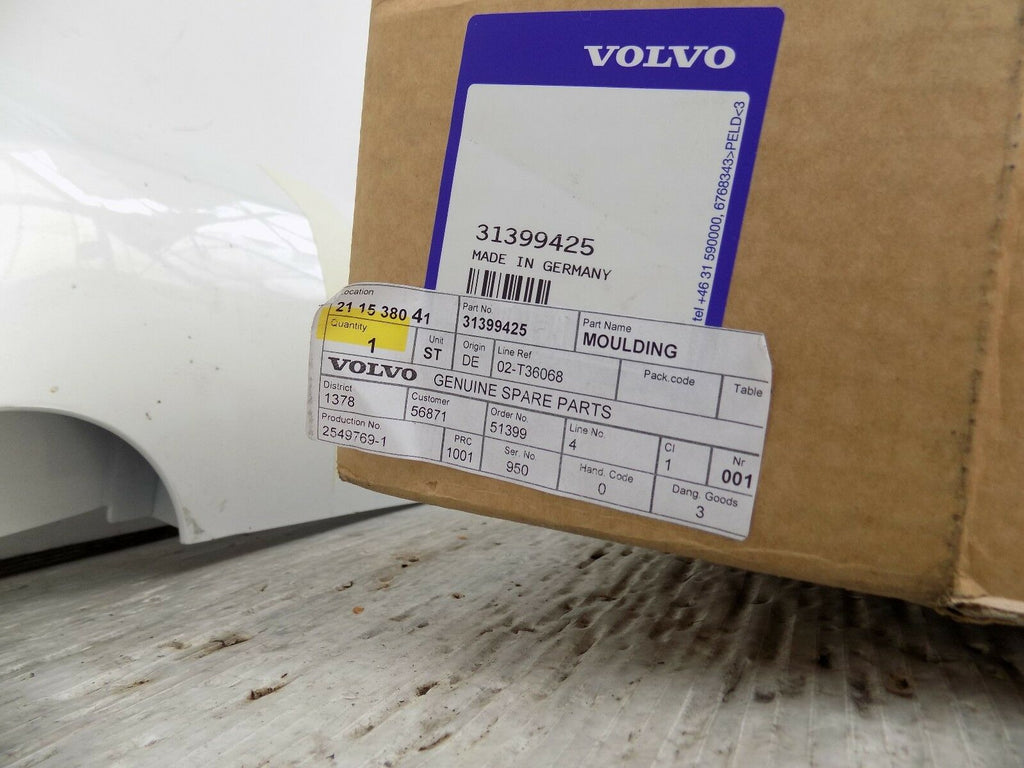 VOLVO
tel +46 31 590000, 6768343>PELD<3
31399425
MADE IN GERMANY
Location
21 15 380 41
Part No.
31399425
Part Name
MOULDING
Quantity
1
Unit
ST
Origin
DE
Line Ref
02-T36068
Pack.code
Table
VOLVO GENUINE SPARE PARTS
District
1378
Customer
56871
Order No.
51399
Line No.
4
CI
1
Nr
001
Production No.
2549769-1
PRC
1001
Ser. No
950
Hand. Code
0
Dang. Goods
3